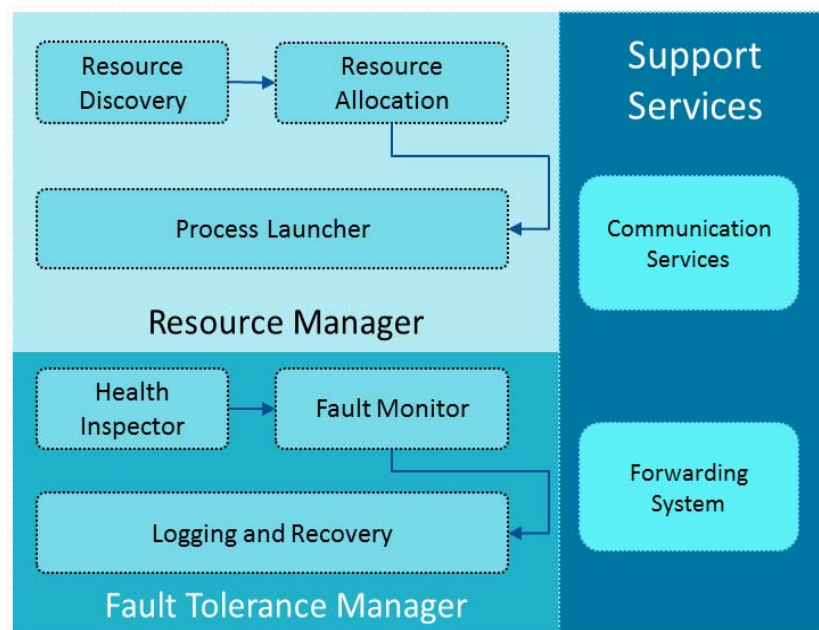 Resource
Discovery
Resource
Allocation
Process Launcher
Resource Manager
Health
Inspector
Fault Monitor
Logging and Recovery
Fault Tolerance Manager
Support
Services
Communication
Services
Forwarding
System